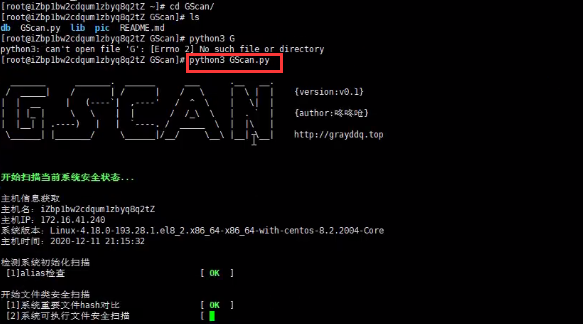 [root@iZbp1bw2cdqum1zbyq8q2tZ ~]# cd GScan/
[root@iZbp1bw2cdqum1zbyq8q2tZ GScan]# ls
db  GScan.py  lib  pic  README.md
[root@iZbp1bw2cdqum1zbyq8q2tZ GScan]# python3 G
python3: can't open file 'G': [Errno 2] No such file or directory
[root@iZbp1bw2cdqum1zbyq8q2tZ GScan]# python3 GScan.py
{version:v0.1}
{author:咚咚呛}
http://grayddq.top
开始扫描当前系统安全状态...
主机信息获取
主机名: iZbp1bw2cdqum1zbyq8q2tZ
主机IP: 172.16.41.240
系统版本: Linux-4.18.0-193.28.1.el8_2.x86_64-x86_64-with-centos-8.2.2004-Core
主机时间: 2020-12-11 21:15:32
检测系统初始化扫描
[1]alias检查 [ OK ]
开始文件类安全扫描
[1]系统重要文件hash对比 [ OK ]
[2]系统可执行文件安全扫描 [